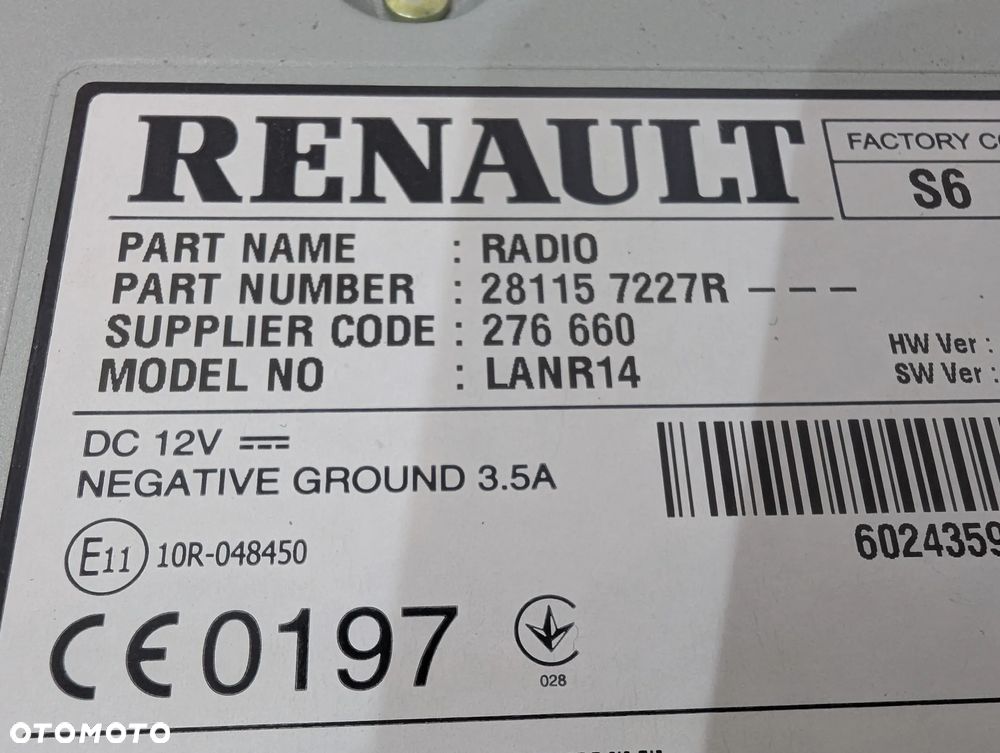 RENAULT
FACTORY
S6
PART NAME : RADIO
PART NUMBER : 28115 7227R – – –
SUPPLIER CODE : 276 660
MODEL NO : LANR14
HW Ver :
SW Ver :
DC 12V
NEGATIVE GROUND 3.5A
6024359
E11 10R-048450
CE0197
028
OTOMOTO